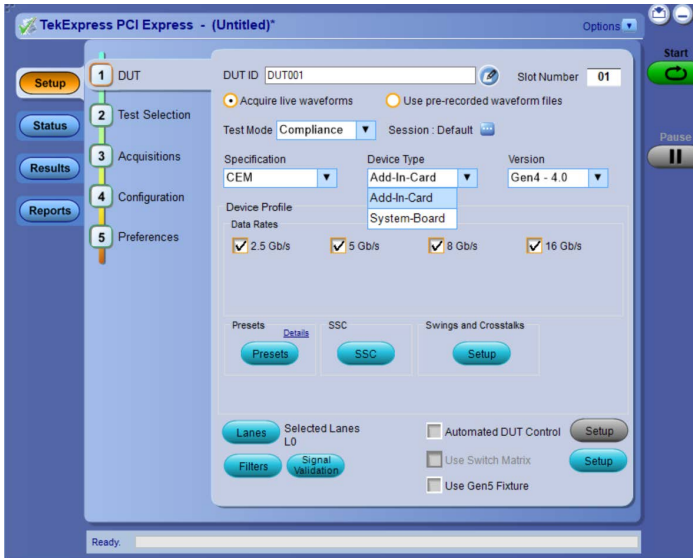 TekExpress PCI Express - (Untitled)*
Options
Start
Pause
Setup
Status
Results
Reports
1 DUT
2 Test Selection
3 Acquisitions
4 Configuration
5 Preferences
DUT ID DUT001
Slot Number 01
Acquire live waveforms
Use pre-recorded waveform files
Test Mode Compliance
Session : Default
Specification
Device Type
Version
CEM
Add-In-Card
Gen4 - 4.0
Add-In-Card
System-Board
Device Profile
Data Rates
2.5 Gb/s
5 Gb/s
8 Gb/s
16 Gb/s
Presets
Details
SSC
Swings and Crosstalks
Presets
SSC
Setup
Lanes
Selected Lanes
L0
Automated DUT Control
Setup
Filters
Signal
Validation
Use Switch Matrix
Setup
Use Gen5 Fixture
Ready.